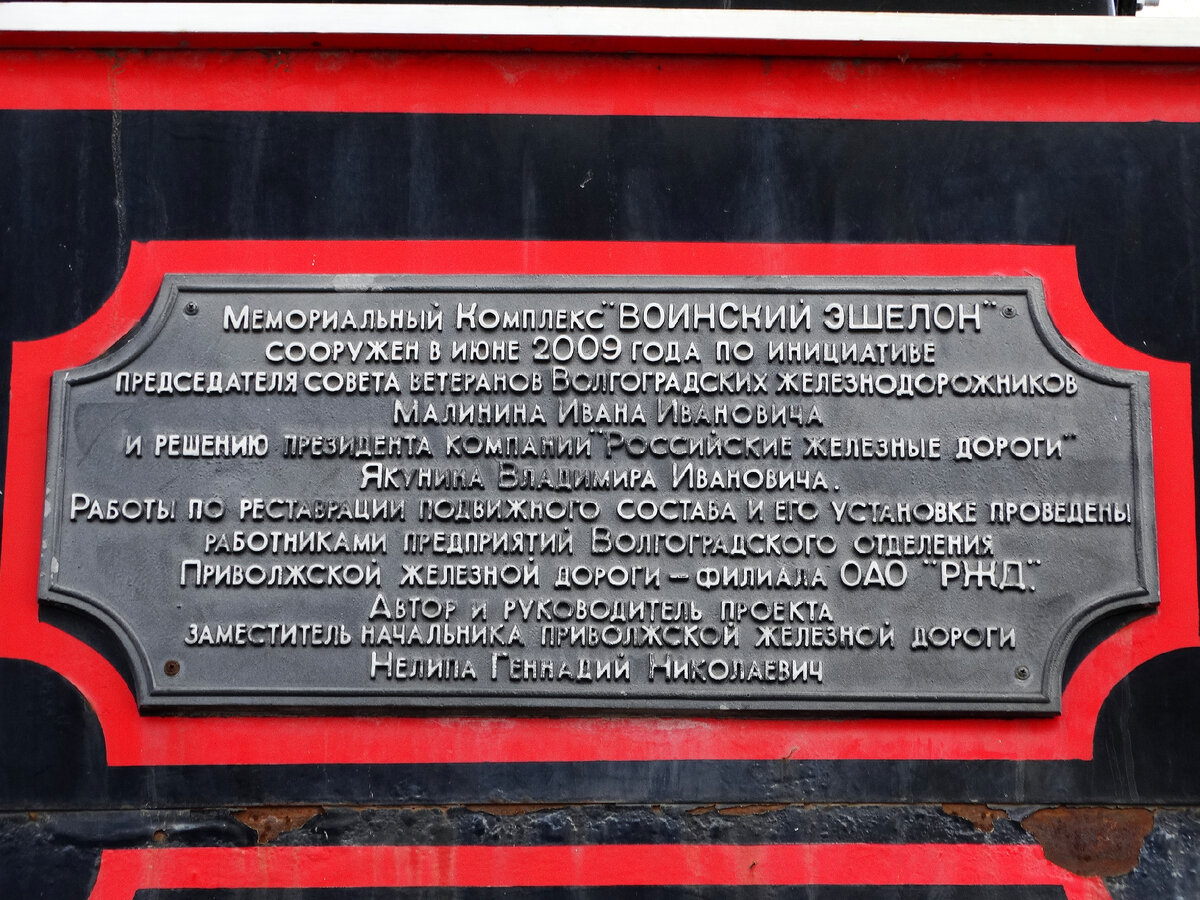 Мемориальный Комплекс "ВОИНСКИЙ ЭШЕЛОН"
сооружен в июне 2009 года по инициативе
председателя совета ветеранов Волгоградских железнодорожников
Малинина Ивана Ивановича
и решению президента компании "Российские железные дороги"
Якунина Владимира Ивановича.
Работы по реставрации подвижного состава и его установке проведены
работниками предприятий Волгоградского отделения
Приволжской железной дороги – филиала ОАО "РЖД".
Автор и руководитель проекта
заместитель начальника Приволжской железной дороги
Нелипа Геннадий Николаевич